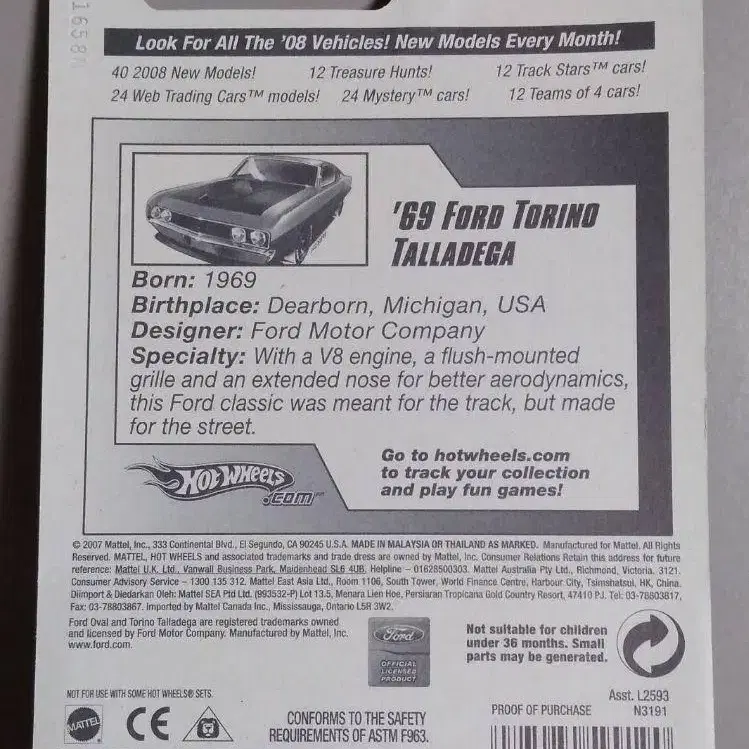 1658A
Look For All The '08 Vehicles! New Models Every Month!
40 2008 New Models! 12 Treasure Hunts! 12 Track Stars™ cars!
24 Web Trading Cars™ models! 24 Mystery™ cars! 12 Teams of 4 cars!
'69 FORD TORINO
TALLADEGA
Born: 1969
Birthplace: Dearborn, Michigan, USA
Designer: Ford Motor Company
Specialty: With a V8 engine, a flush-mounted
grille and an extended nose for better aerodynamics,
this Ford classic was meant for the track, but made
for the street.
HOT WHEELS
.COM™
Go to hotwheels.com
to track your collection
and play fun games!
© 2007 Mattel, Inc., 333 Continental Blvd., El Segundo, CA 90245 U.S.A. MADE IN MALAYSIA OR THAILAND AS MARKED. Manufactured for Mattel. All Rights
Reserved. MATTEL, HOT WHEELS and associated trademarks and trade dress are owned by Mattel, Inc. Consumer Relations Retain this address for future
reference: Mattel U.K. Ltd., Vanwall Business Park, Maidenhead SL6 4UB. Helpline – 01628500303. Mattel Australia Pty Ltd., Richmond, Victoria. 3121.
Consumer Advisory Service – 1300 135 312. Mattel East Asia Ltd., Room 1106, South Tower, World Finance Centre, Harbour City, Tsimshatsui, HK, China.
Diimport & Diedarkan Oleh: Mattel SEA Ptd Ltd. (993532-P) Lot 13.5, Menara Lien Hoe, Persiaran Tropicana Gold Country Resort, 47410 PJ. Tel: 03-78803817,
Fax: 03-78803867. Imported by Mattel Canada Inc., Mississauga, Ontario L5R 3W2.
Ford Oval and Torino Talladega are registered trademarks owned
and licensed by Ford Motor Company. Manufactured by Mattel, Inc.
www.ford.com.
Ford
OFFICIAL
LICENSED
PRODUCT
Not suitable for children
under 36 months. Small
parts may be generated.
NOT FOR USE WITH SOME HOT WHEELS® SETS.
MATTEL
CE
CONFORMS TO THE SAFETY
REQUIREMENTS OF ASTM F963.
PROOF OF PURCHASE
Asst. L2593
N3191